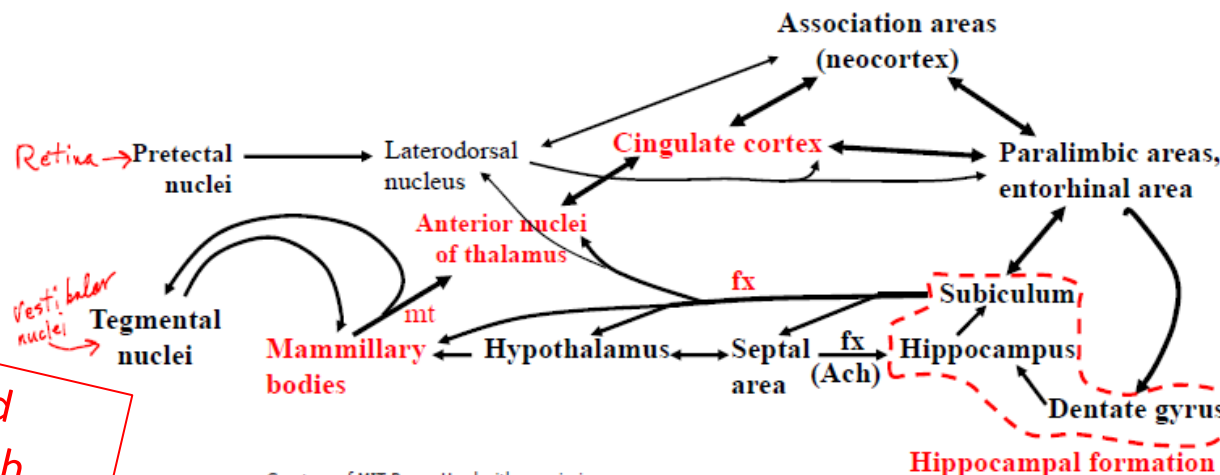 Association areas
(neocortex)
Retina → Pretectal
nuclei
Laterodorsal
nucleus
Cingulate cortex
Paralimbic areas,
entorhinal area
Anterior nuclei
of thalamus
fx
Subiculum
mt
Vestibular
nuclei
Tegmental
nuclei
Mammillary
bodies
Hypothalamus
Septal
area
fx
(Ach)
Hippocampus
Dentate gyrus
Hippocampal formation